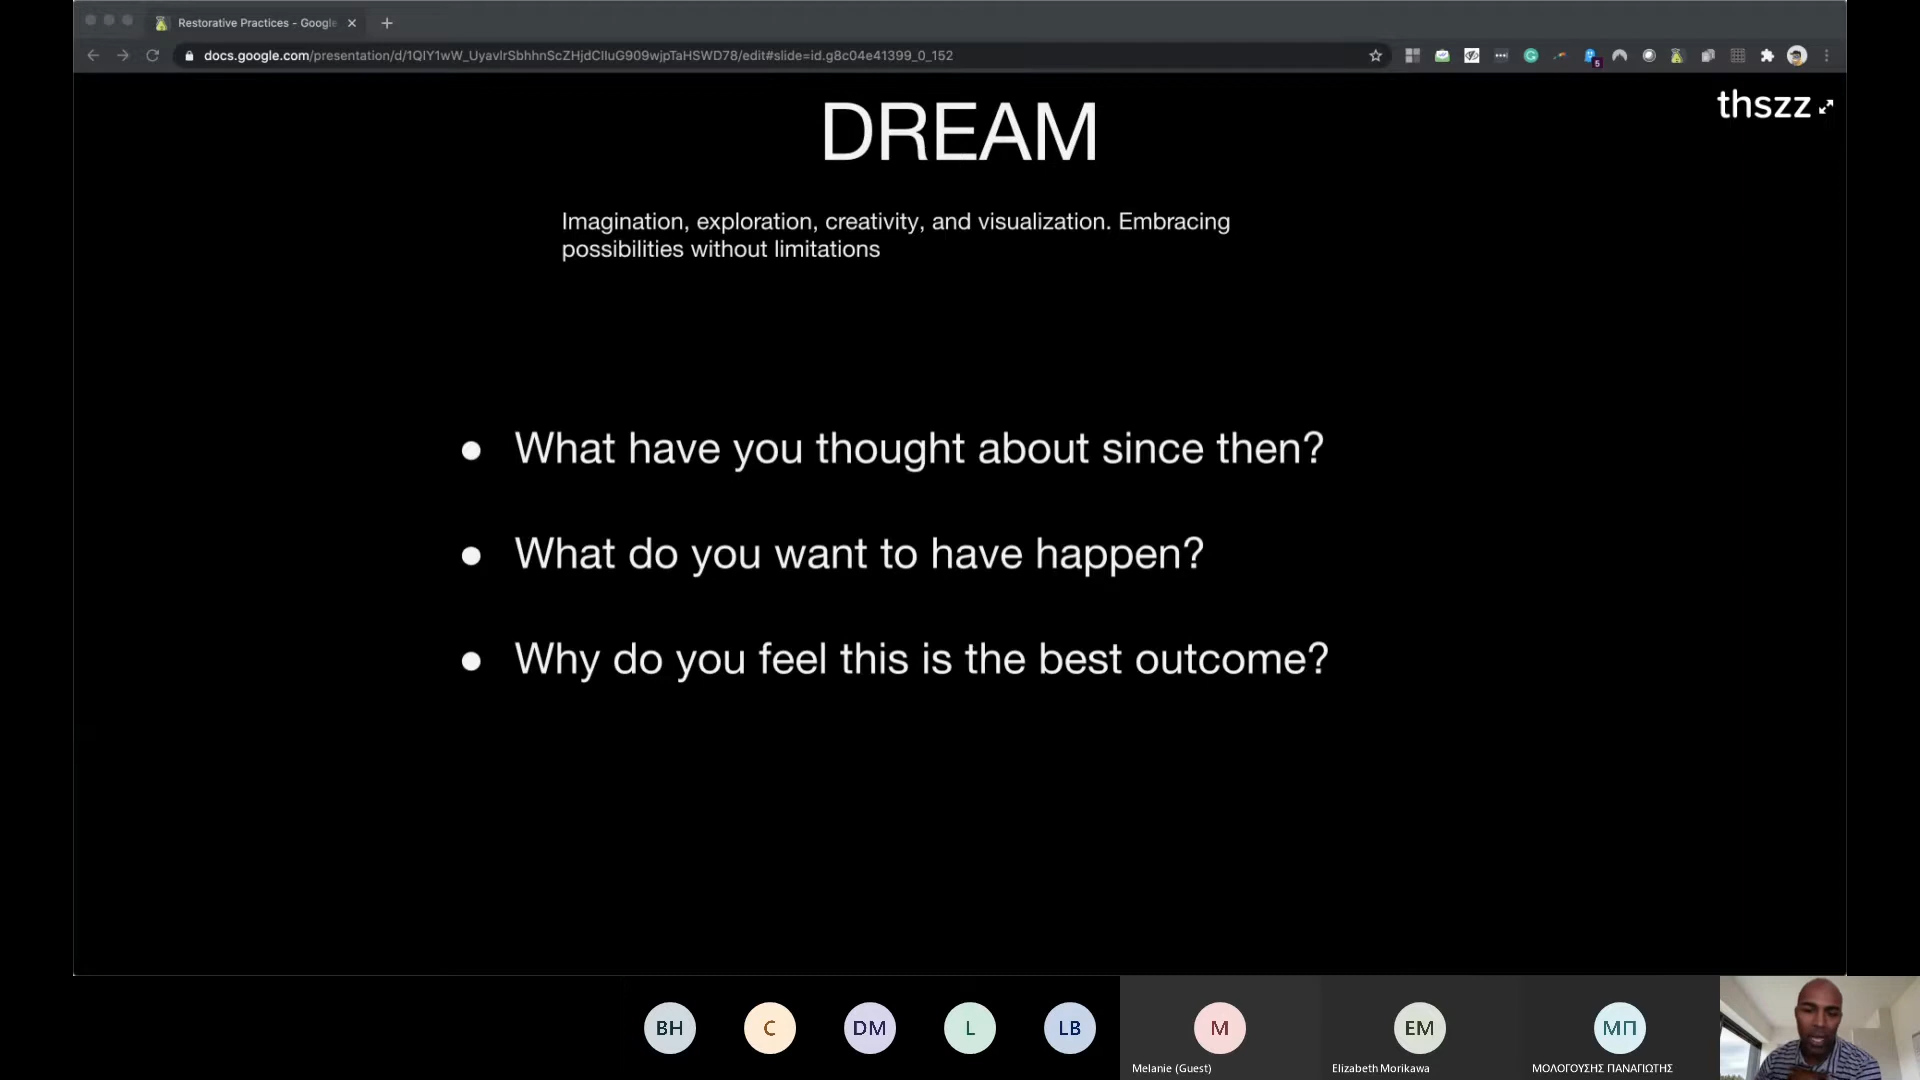 Restorative Practices - Google
docs.google.com/presentation/d/1QIY1wW_UyavIrSbhhnScZHjdCIIuG909wjpTaHSWD78/edit#slide=id.g8c04e41399_0_152
5
thszz
DREAM
Imagination, exploration, creativity, and visualization. Embracing
possibilities without limitations
● What have you thought about since then?
● What do you want to have happen?
● Why do you feel this is the best outcome?
BH
C
DM
L
LB
M
EM
ΜΠ
Melanie (Guest)
Elizabeth Morikawa
ΜΟΛΟΓΟΥΣΗΣ ΠΑΝΑΓΙΩΤΗΣ